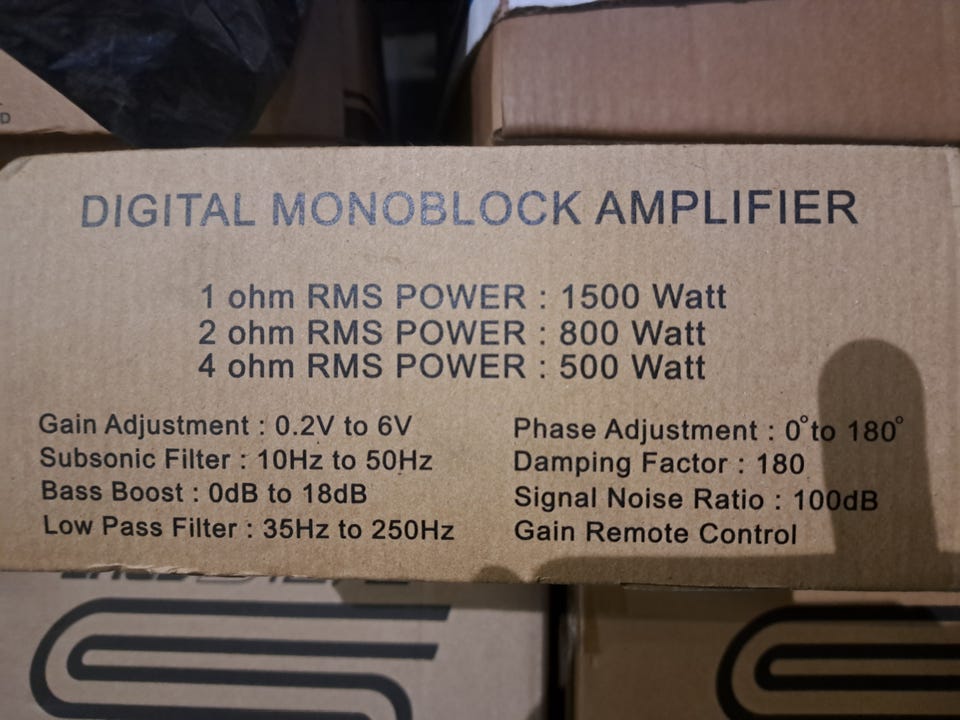 DIGITAL MONOBLOCK AMPLIFIER
1 ohm RMS POWER : 1500 Watt
2 ohm RMS POWER : 800 Watt
4 ohm RMS POWER : 500 Watt
Gain Adjustment : 0.2V to 6V
Subsonic Filter : 10Hz to 50Hz
Bass Boost : 0dB to 18dB
Low Pass Filter : 35Hz to 250Hz
Phase Adjustment : 0° to 180°
Damping Factor : 180
Signal Noise Ratio : 100dB
Gain Remote Control